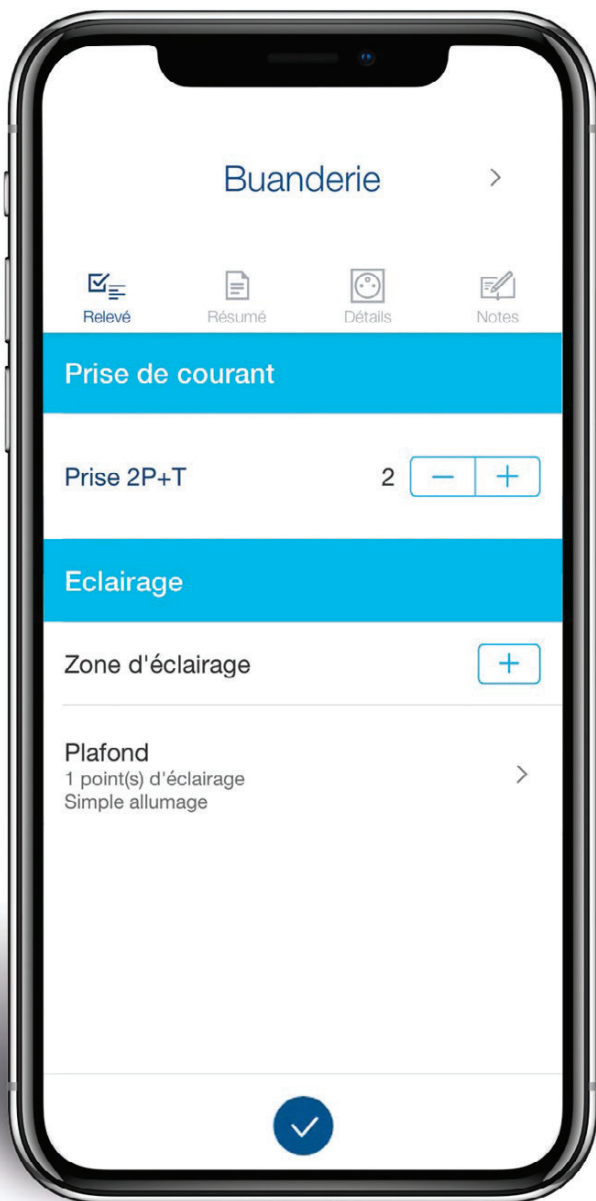 Buanderie
Relevé
Résumé
Détails
Notes
Prise de courant
Prise 2P+T
2
Eclairage
Zone d'éclairage
Plafond
1 point(s) d'éclairage
Simple allumage